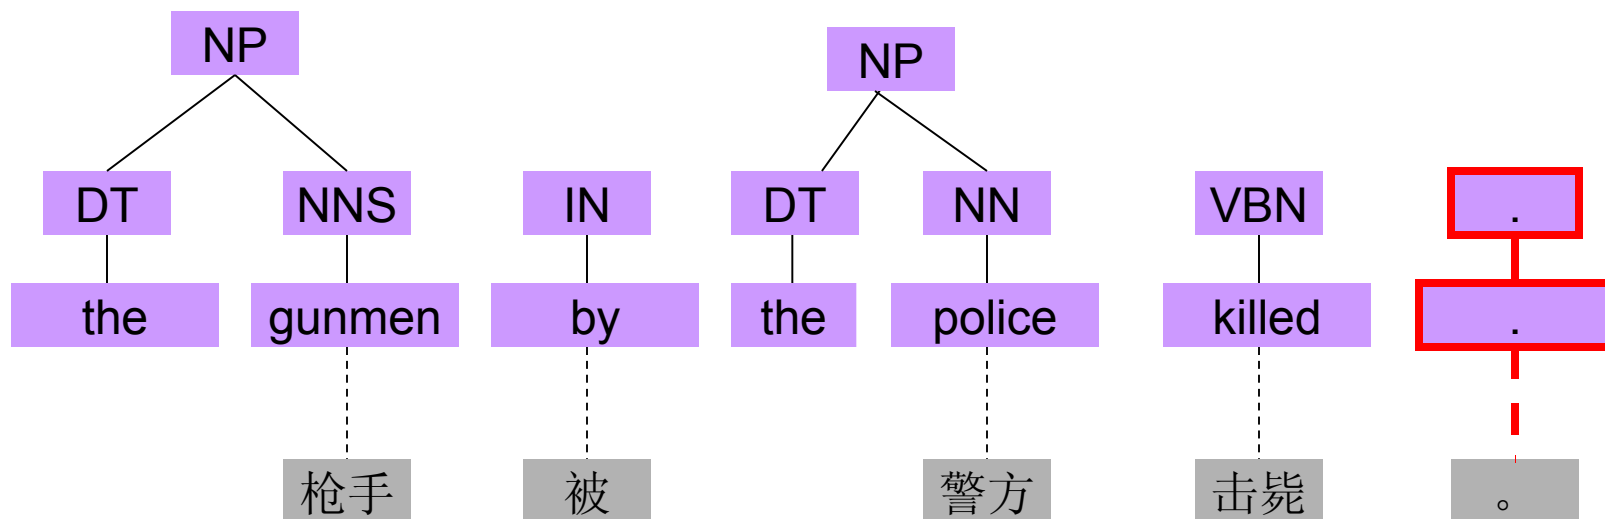 NP NP
DT NNS IN DT NN VBN .
the gunmen by the police killed .
枪手 被 警方 击毙 。